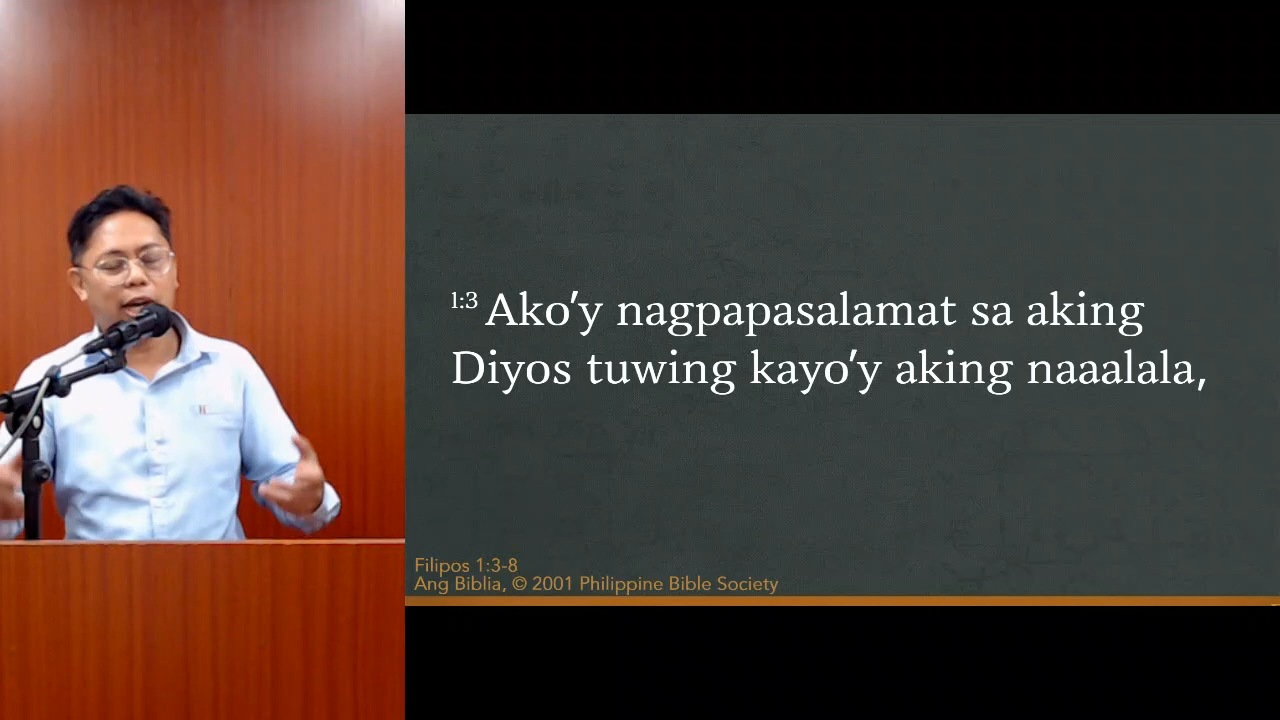 1:3 Ako’y nagpapasalamat sa aking
Diyos tuwing kayo’y aking naaalala,
Filipos 1:3-8
Ang Biblia, © 2001 Philippine Bible Society